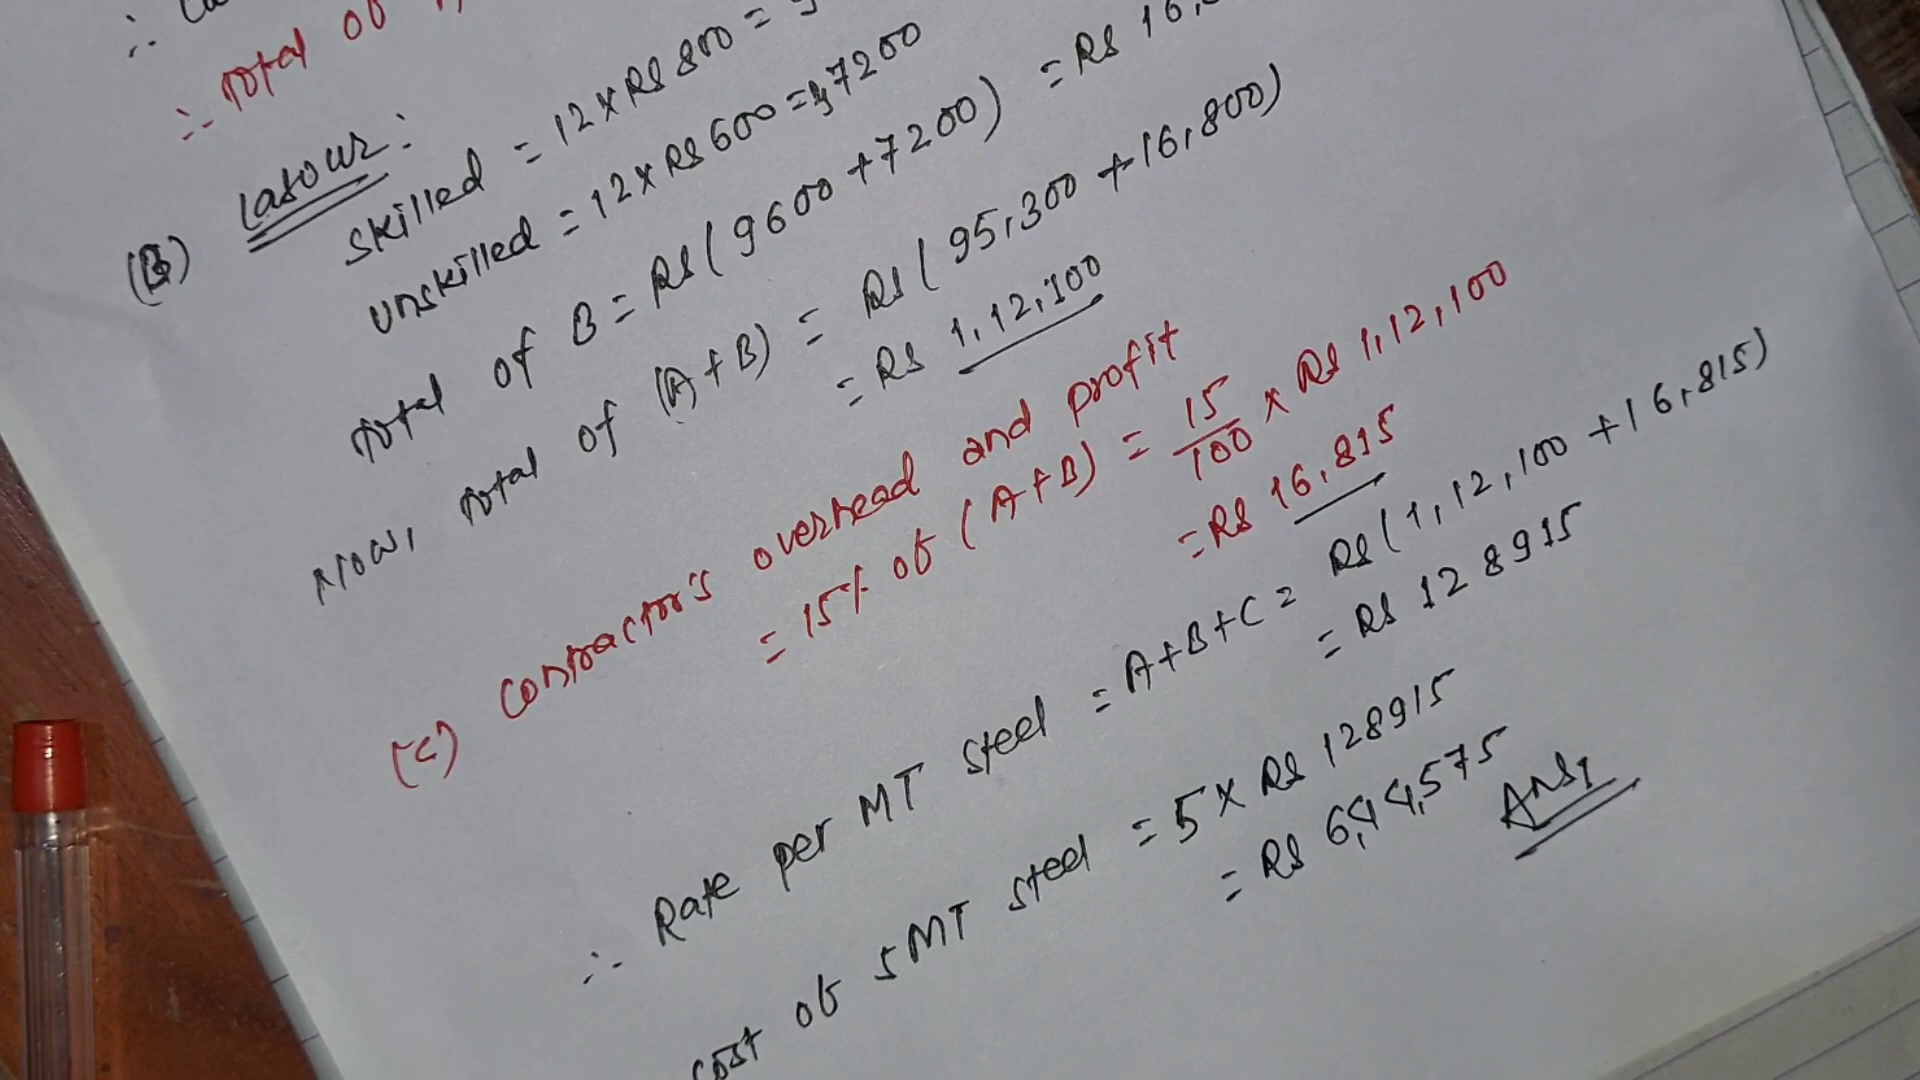 ∴ Total of
(B) Labour:
Skilled = 12 × Rs 800 =
Unskilled = 12 × Rs 600 = 7200
Total of B = Rs (9600 + 7200) = Rs 16,
Now, Total of (A + B) = Rs (95,300 + 16,800)
= Rs 1,12,100
(C) Contractor's overhead and profit
= 15% of (A + B) = 15/100 × Rs 1,12,100
= Rs 16,815
∴ Rate per MT steel = A+B+C = Rs (1,12,100 + 16,815)
= Rs 128915
cost of 5MT steel = 5 × Rs 128915
= Rs 6,44,575
Ans,